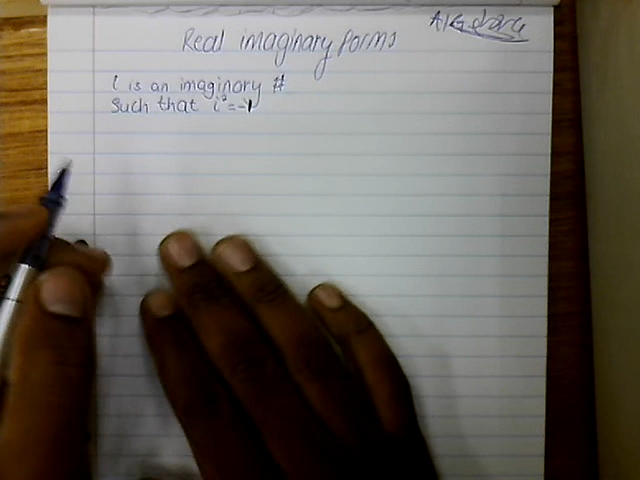 Algebra
Real imaginary forms
i is an imaginary #
Such that i² = -1